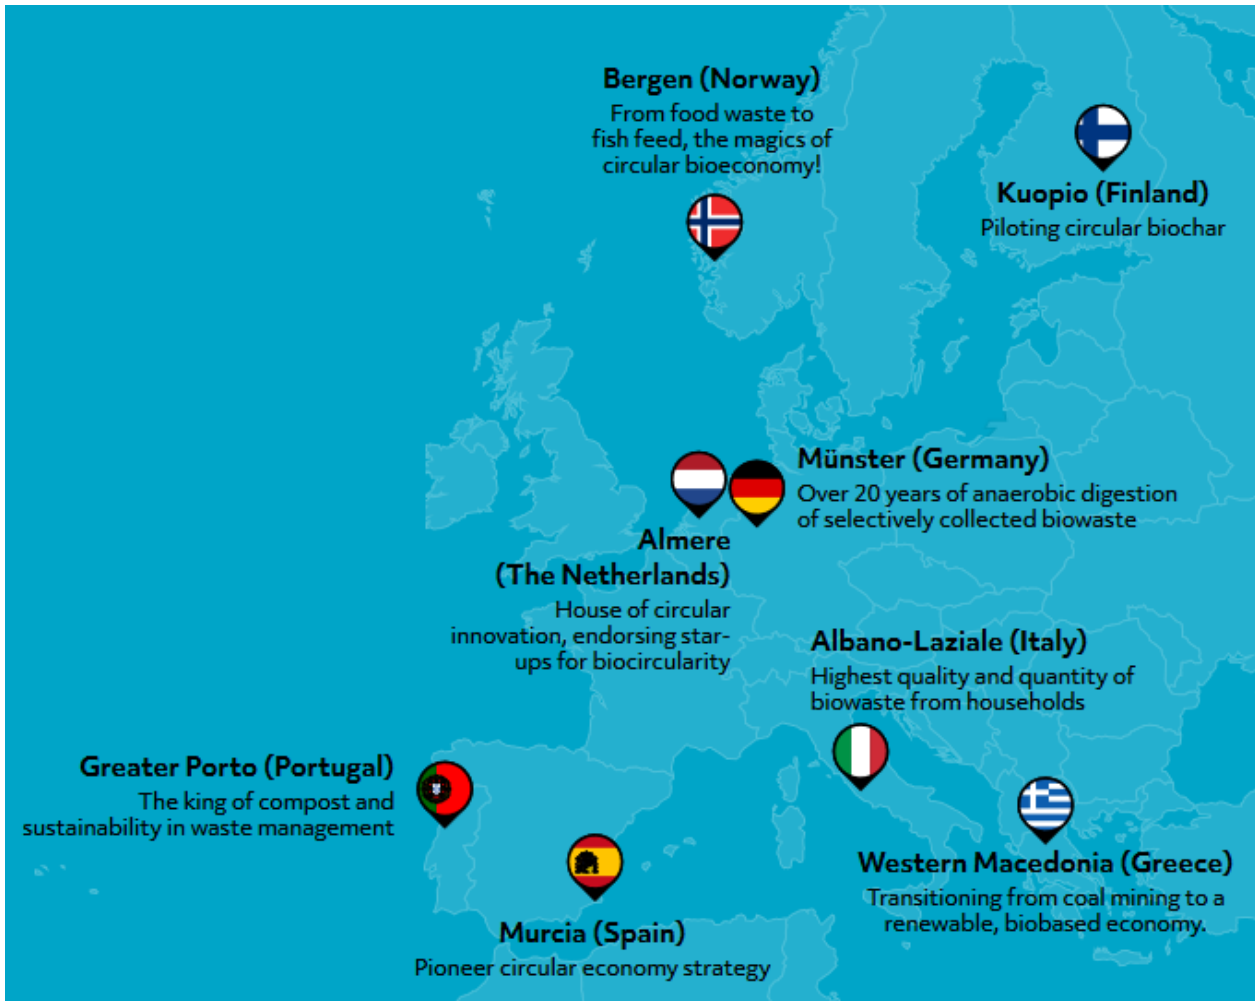 Bergen (Norway)
From food waste to
fish feed, the magics of
circular bioeconomy!
Kuopio (Finland)
Piloting circular biochar
Münster (Germany)
Over 20 years of anaerobic digestion
of selectively collected biowaste
Almere
(The Netherlands)
House of circular
innovation, endorsing star-
ups for biocircularity
Albano-Laziale (Italy)
Highest quality and quantity of
biowaste from households
Greater Porto (Portugal)
The king of compost and
sustainability in waste management
Western Macedonia (Greece)
Transitioning from coal mining to a
renewable, biobased economy.
Murcia (Spain)
Pioneer circular economy strategy